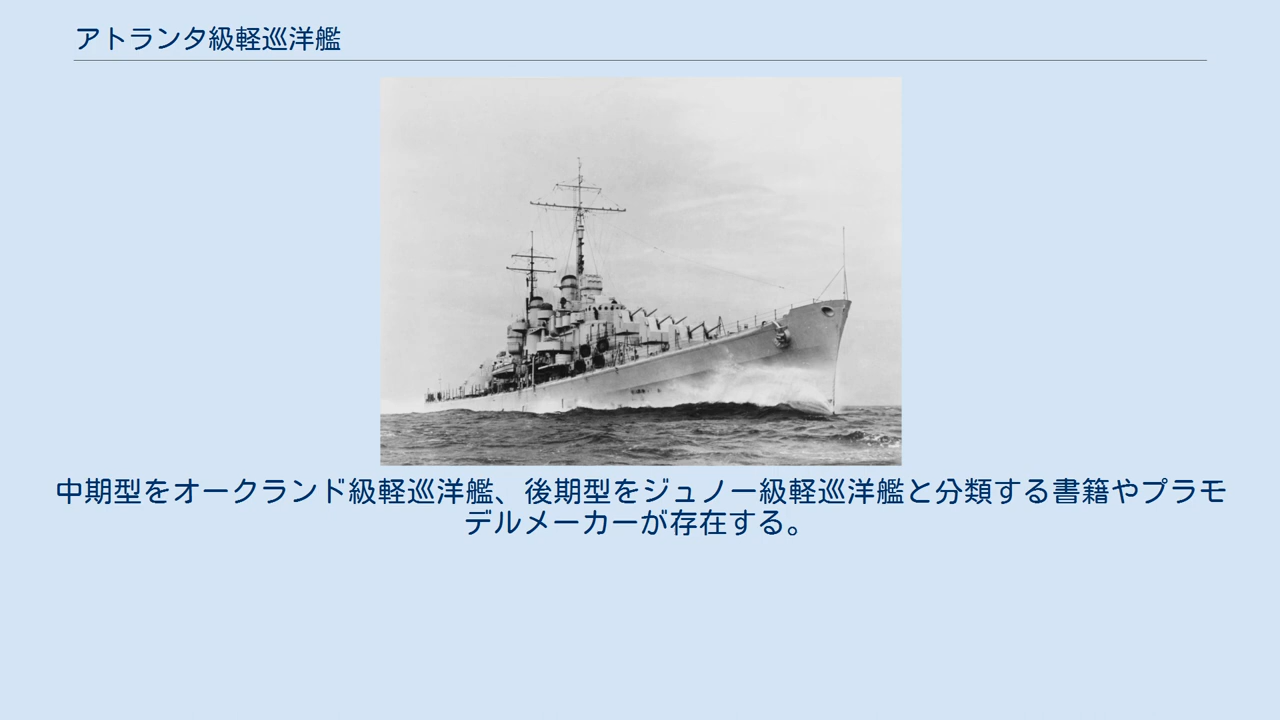 アトランタ級軽巡洋艦
中期型をオークランド級軽巡洋艦、後期型をジュノー級軽巡洋艦と分類する書籍やプラモ
デルメーカーが存在する。